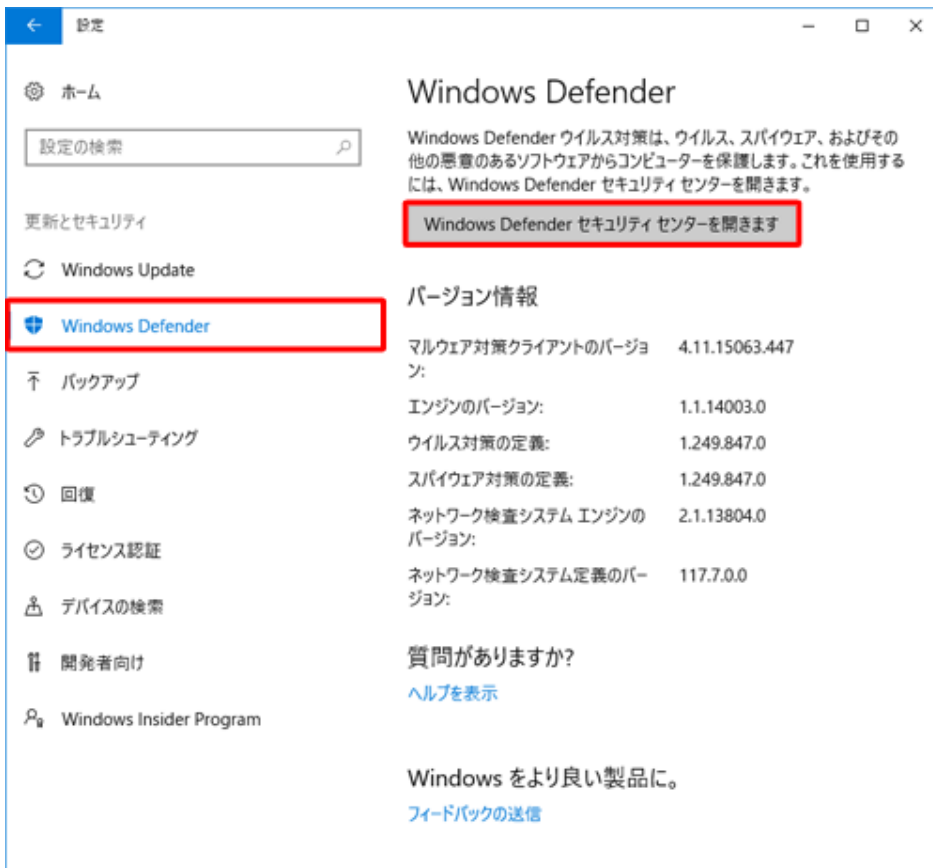 設定
ホーム
設定の検索
更新とセキュリティ
Windows Update
Windows Defender
バックアップ
トラブルシューティング
回復
ライセンス認証
デバイスの検索
開発者向け
Windows Insider Program
Windows Defender
Windows Defender ウイルス対策は、ウイルス、スパイウェア、およびその
他の悪意のあるソフトウェアからコンピューターを保護します。これを使用する
には、Windows Defender セキュリティ センターを開きます。
Windows Defender セキュリティ センターを開きます
バージョン情報
マルウェア対策クライアントのバージョ 4.11.15063.447
ン:
エンジンのバージョン: 1.1.14003.0
ウイルス対策の定義: 1.249.847.0
スパイウェア対策の定義: 1.249.847.0
ネットワーク検査システム エンジンの 2.1.13804.0
バージョン:
ネットワーク検査システム定義のバー 117.7.0.0
ジョン:
質問がありますか?
ヘルプを表示
Windows をより良い製品に。
フィードバックの送信